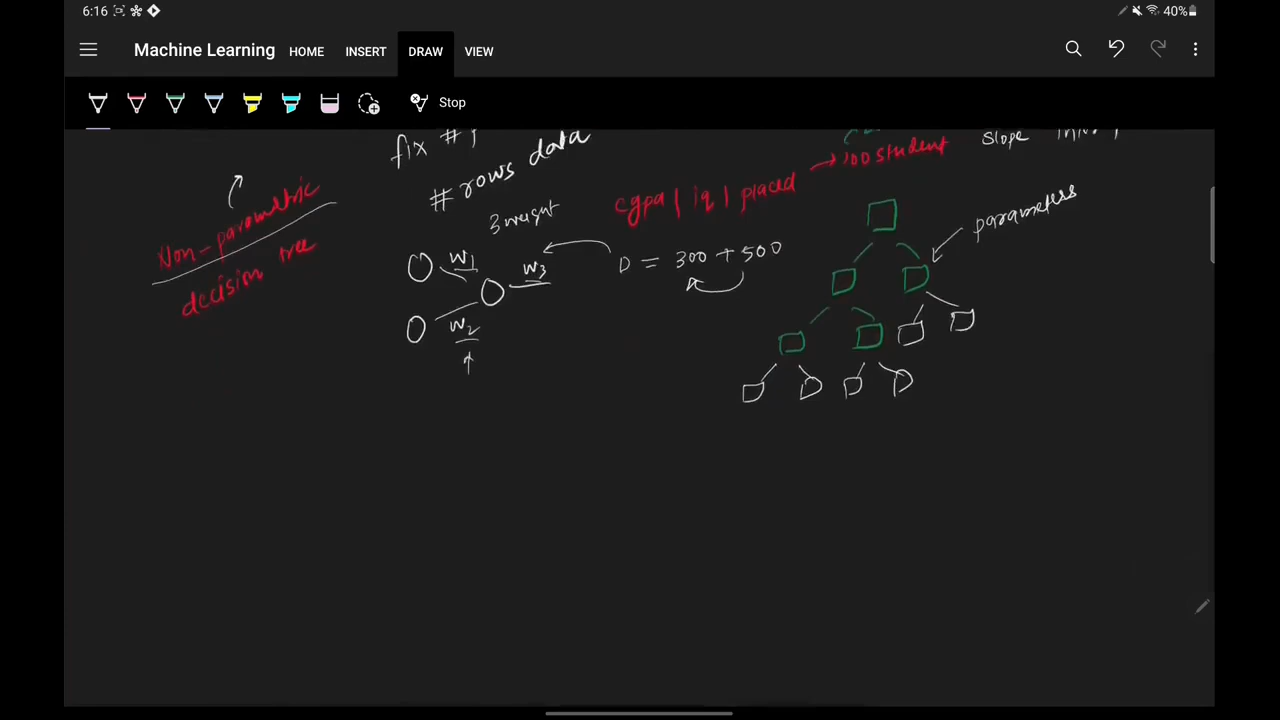 6:16
40%
Machine Learning
HOME
INSERT
DRAW
VIEW
Stop
fix #
# rows data
→ 100 student
slope
Non-parametric
decision tree
3 weight
cgpa | iq | placed
parameters
w1
w3
D = 300 + 500
w2